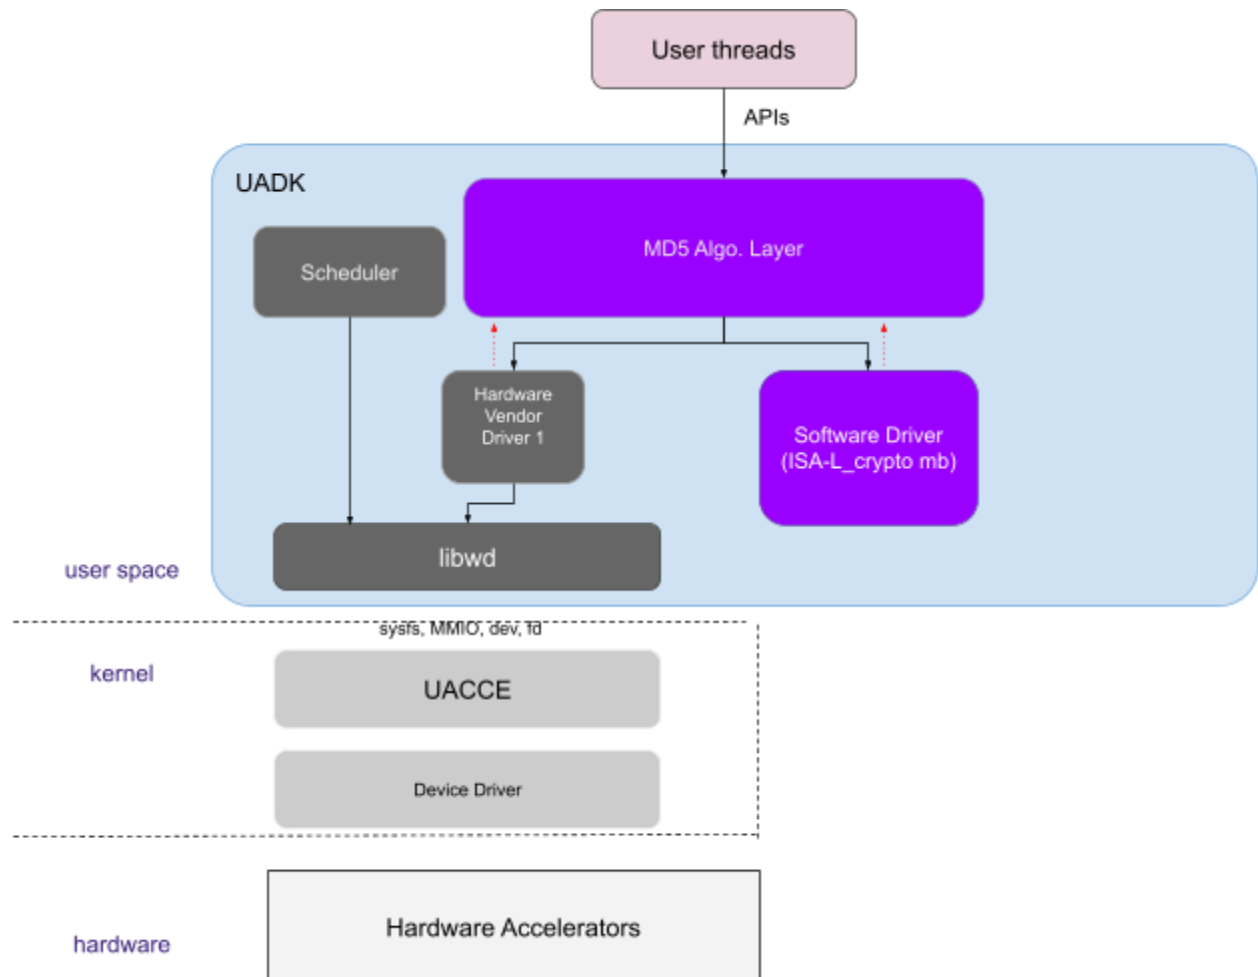 User threads
APIs
UADK
MD5 Algo. Layer
Scheduler
Hardware
Vendor
Driver 1
Software Driver
(ISA-L_crypto mb)
libwd
user space
sysfs, MMIO, dev, fd
kernel
UACCE
Device Driver
Hardware Accelerators
hardware